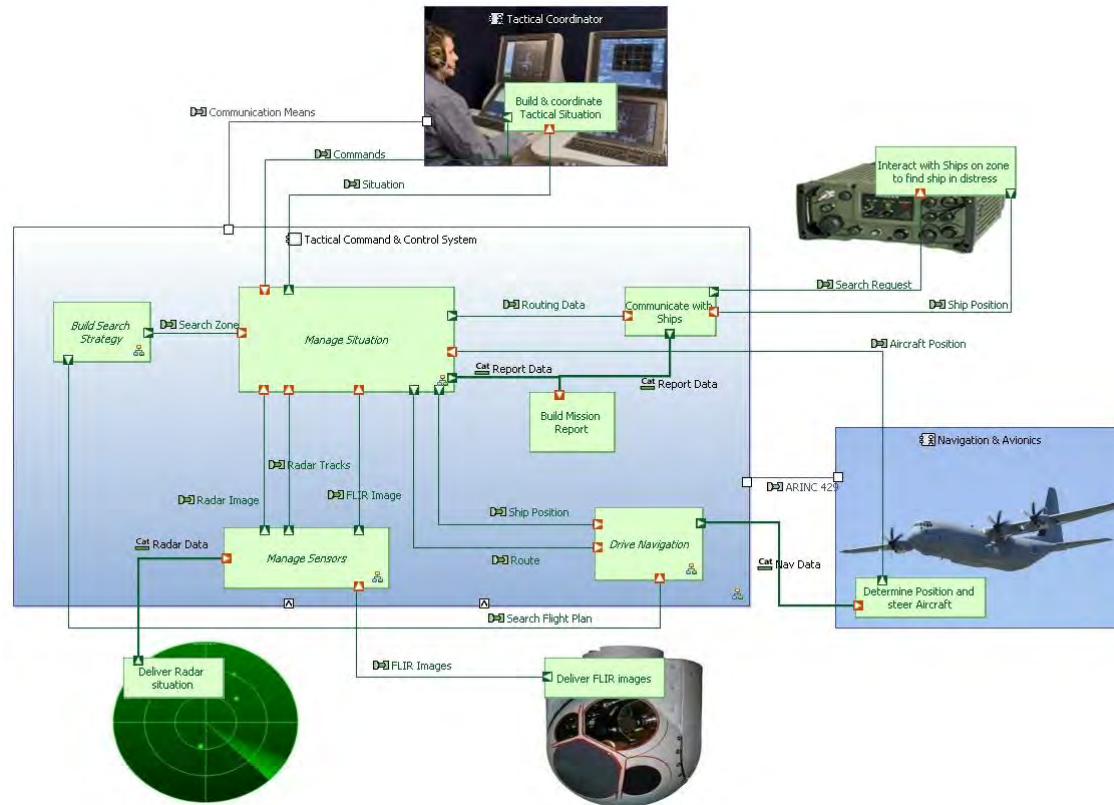 Tactical Coordinator
Build & coordinate
Tactical Situation
Communication Means
Commands
Situation
Interact with Ships on zone
to find ship in distress
Tactical Command & Control System
Search Request
Ship Position
Build Search
Strategy
Search Zone
Manage Situation
Routing Data
Communicate with
Ships
Aircraft Position
Cat Report Data
Cat Report Data
Build Mission
Report
Navigation & Avionics
Radar Tracks
Radar Image
FLIR Image
ARINC 429
Ship Position
Cat Radar Data
Manage Sensors
Drive Navigation
Route
Cat Nav Data
Determine Position and
steer Aircraft
Search Flight Plan
FLIR Images
Deliver Radar
situation
Deliver FLIR images